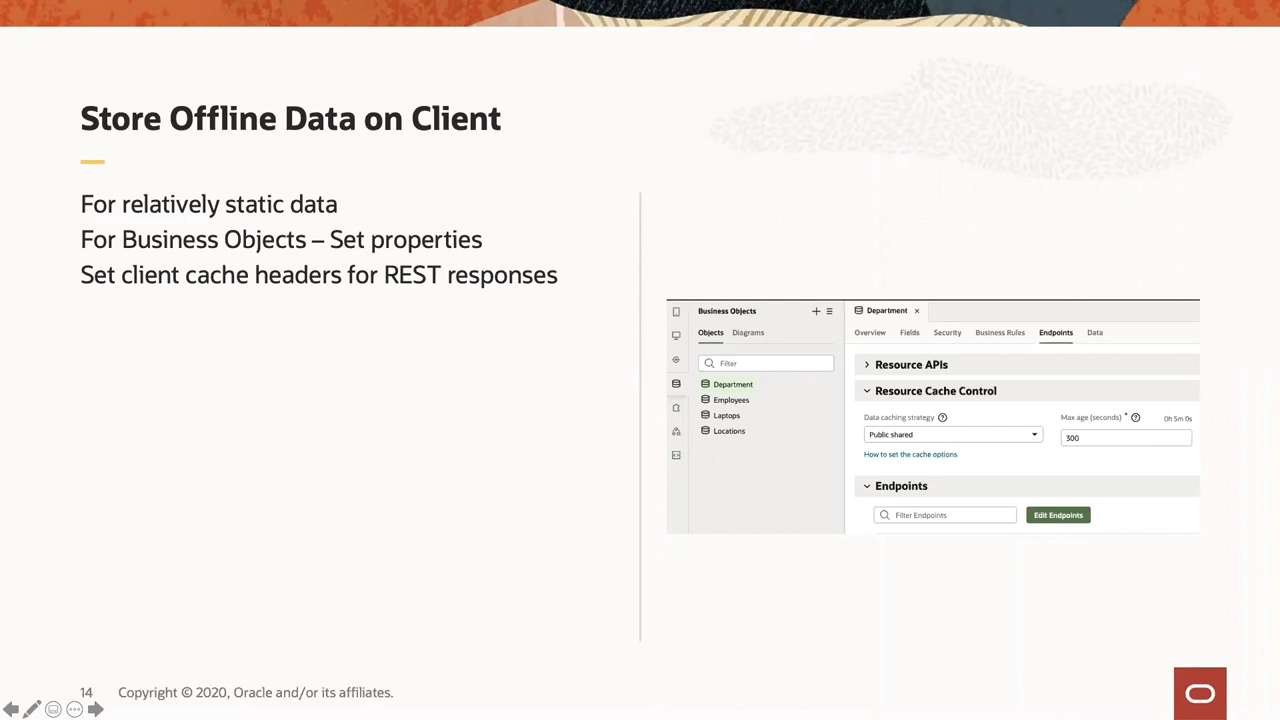 Store Offline Data on Client
For relatively static data
For Business Objects – Set properties
Set client cache headers for REST responses
Business Objects
Objects Diagrams
Filter
Department
Employees
Laptops
Locations
Department
Overview Fields Security Business Rules Endpoints Data
Resource APIs
Resource Cache Control
Data caching strategy
Max age (seconds) * 0h 5m 0s
Public shared
300
How to set the cache options
Endpoints
Filter Endpoints
Edit Endpoints
14 Copyright © 2020, Oracle and/or its affiliates.